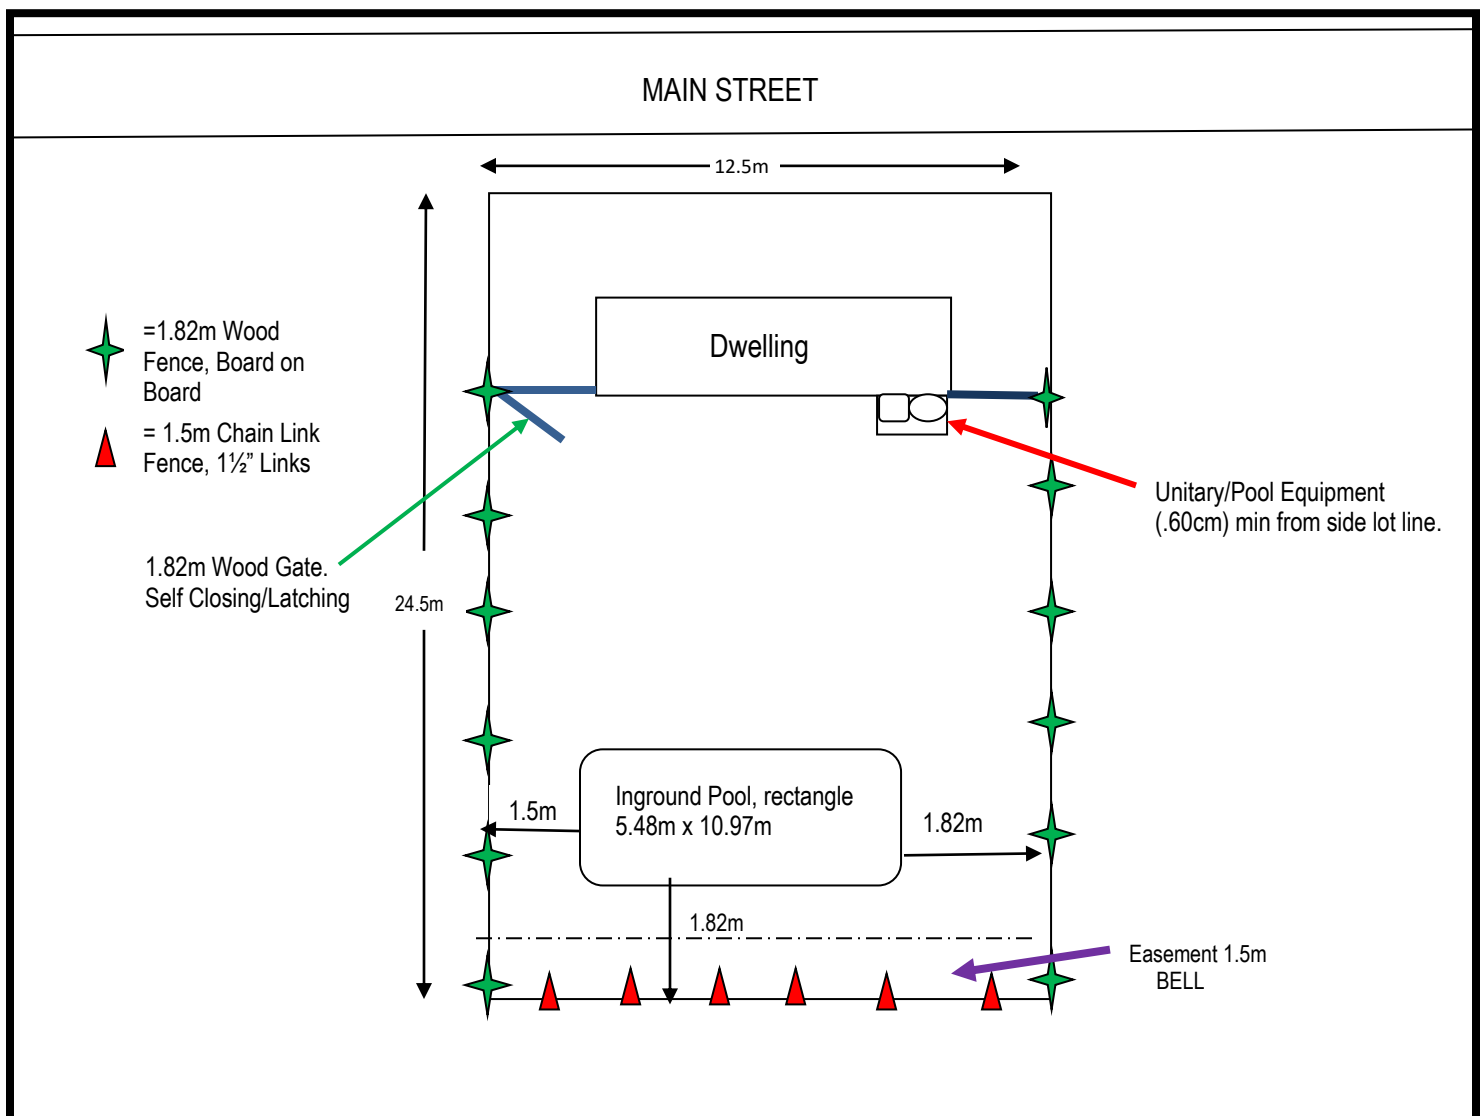 MAIN STREET
12.5m
=1.82m Wood
Fence, Board on
Board
Dwelling
= 1.5m Chain Link
Fence, 1½” Links
Unitary/Pool Equipment
(.60cm) min from side lot line.
1.82m Wood Gate.
Self Closing/Latching
24.5m
Inground Pool, rectangle
5.48m x 10.97m
1.5m
1.82m
1.82m
Easement 1.5m
BELL